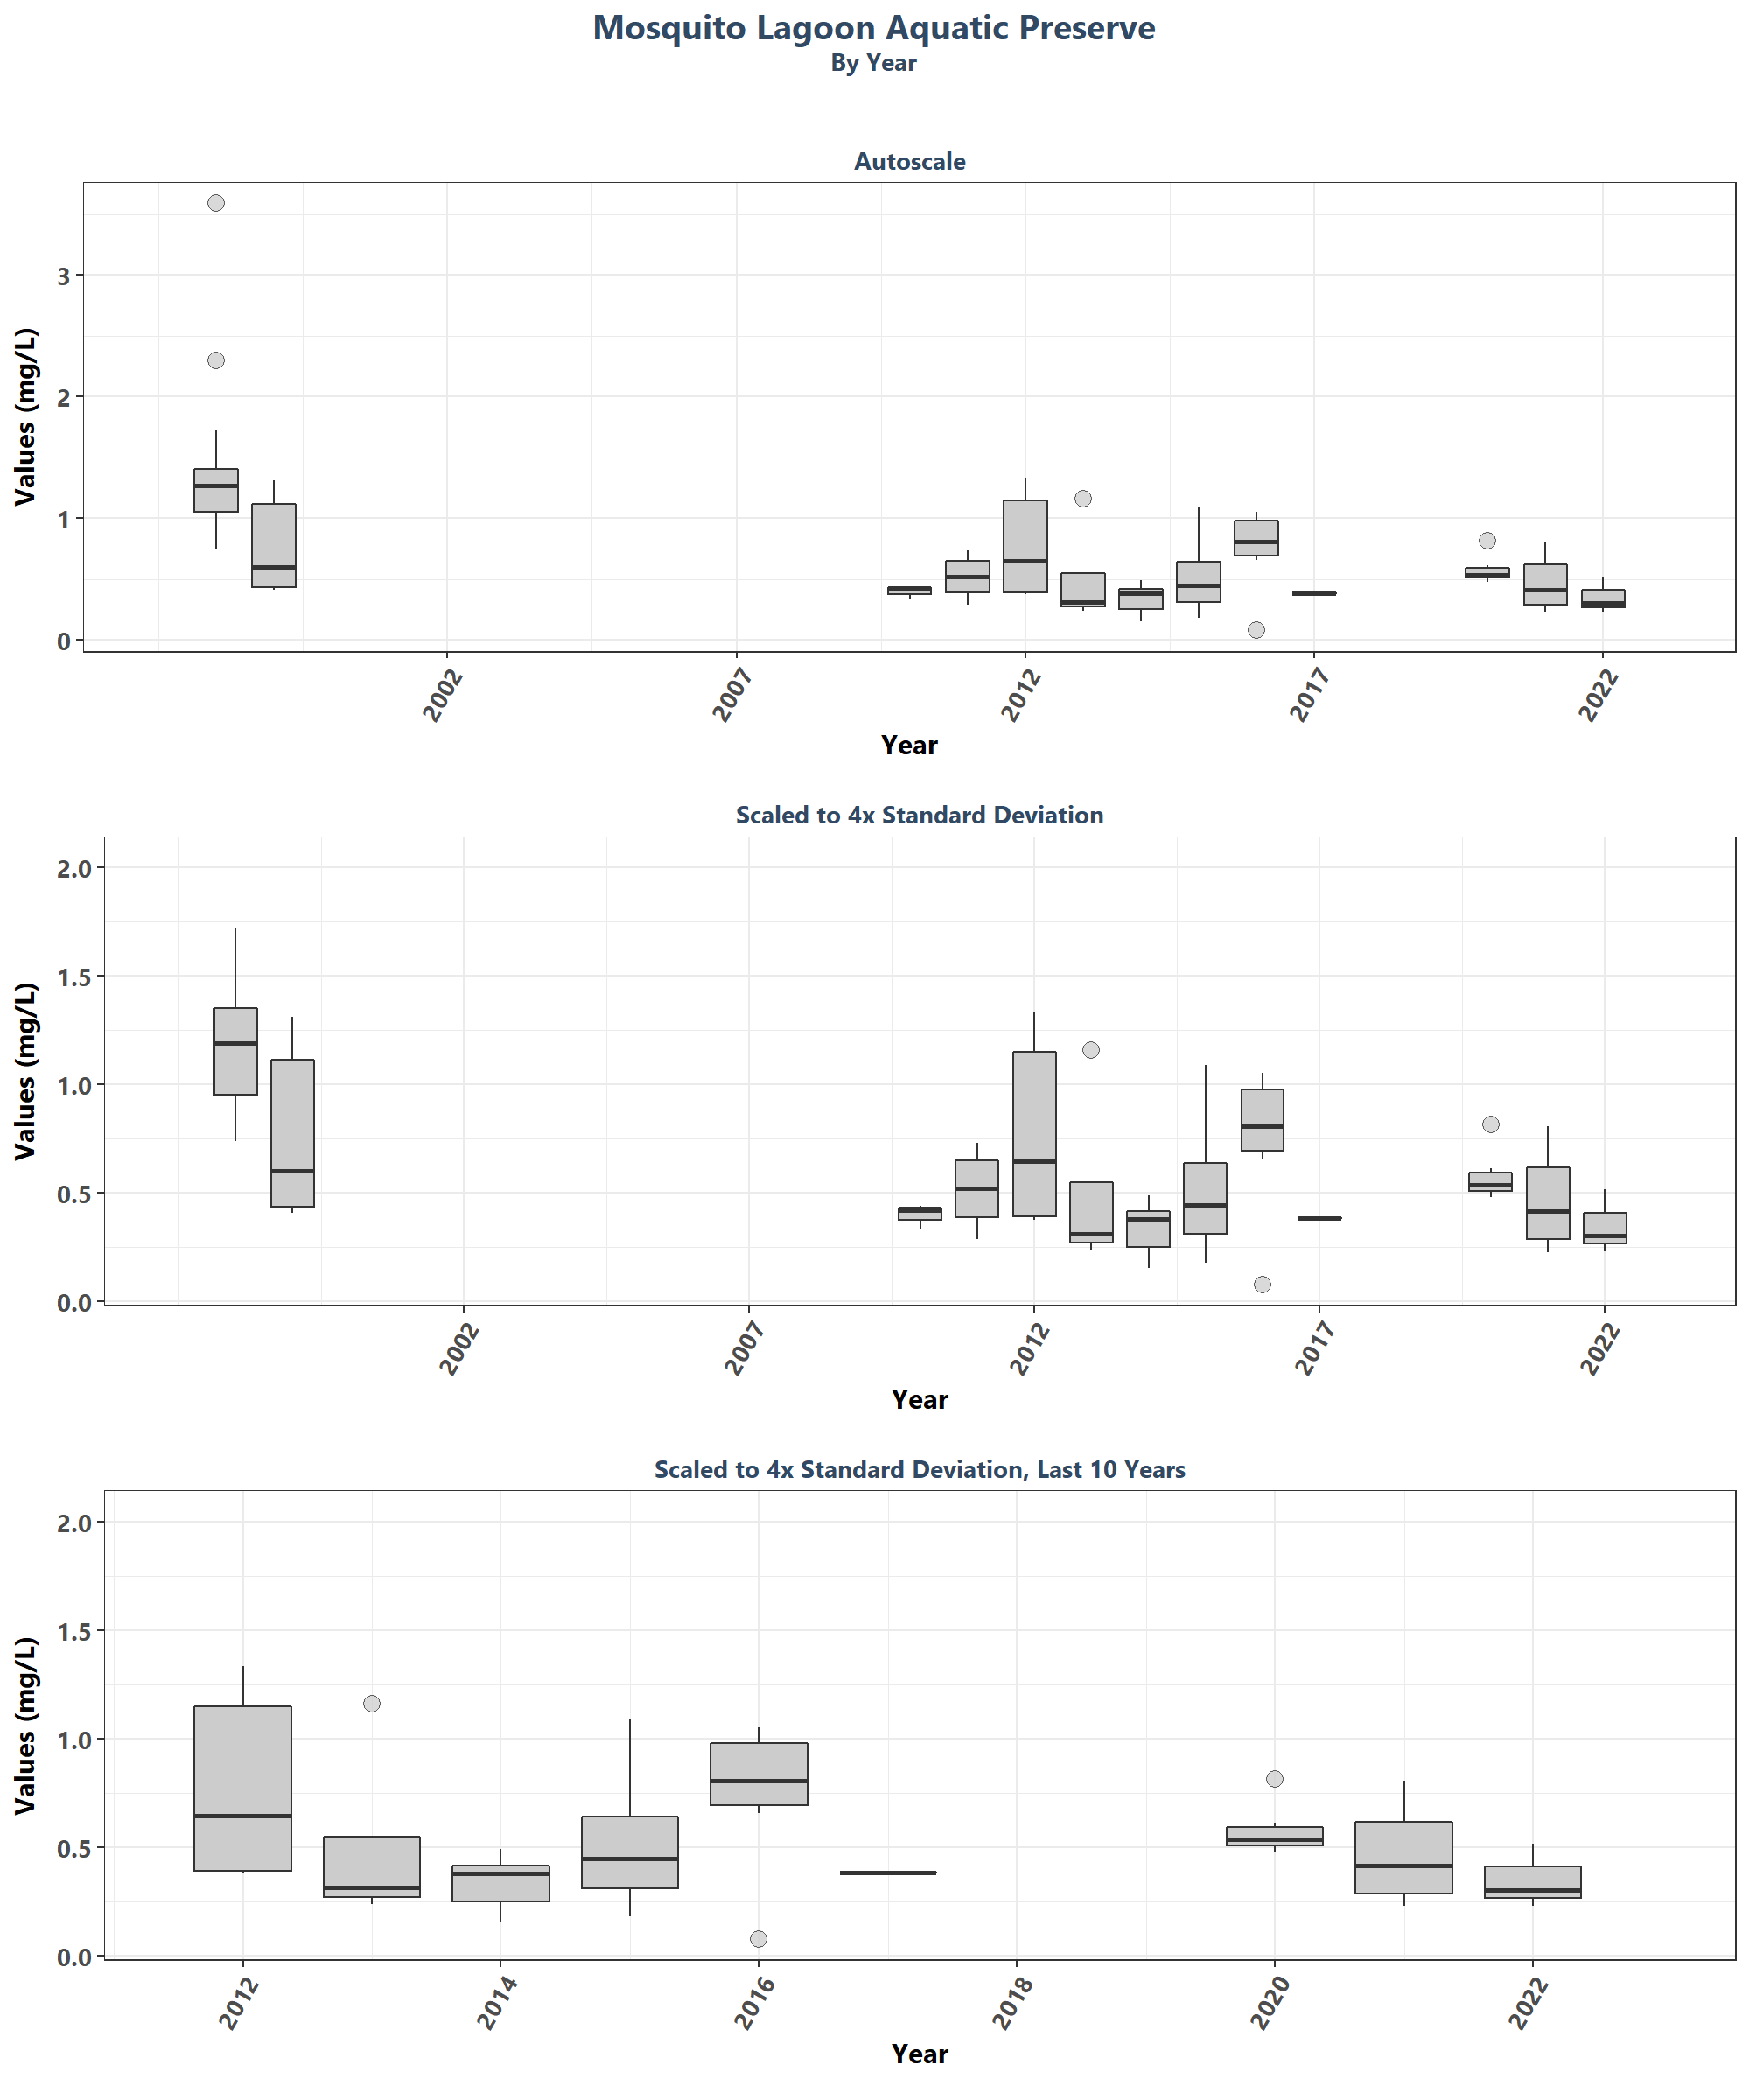 Mosquito Lagoon Aquatic Preserve
By Year
Autoscale
Values (mg/L)
3
2
1
0
2002 2007 2012 2017 2022
Year
Scaled to 4x Standard Deviation
Values (mg/L)
2.0
1.5
1.0
0.5
0.0
2002 2007 2012 2017 2022
Year
Scaled to 4x Standard Deviation, Last 10 Years
Values (mg/L)
2.0
1.5
1.0
0.5
0.0
2012 2014 2016 2018 2020 2022
Year